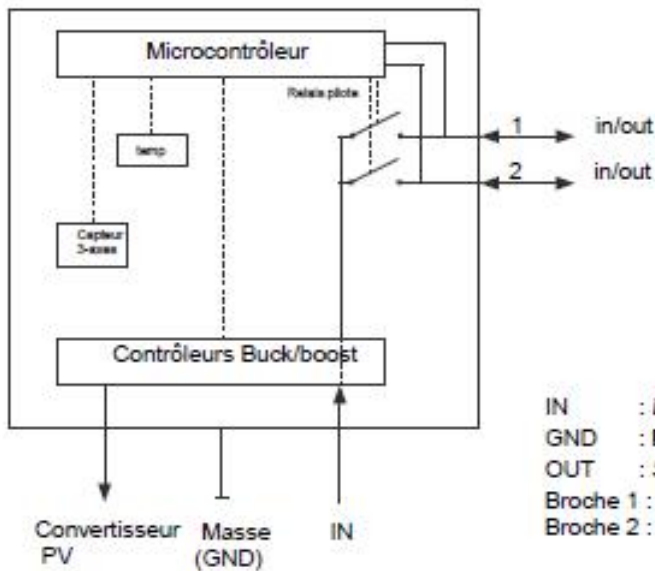 Microcontrôleur
Relais pilote
temp
1
in/out
2
in/out
Capteur
3-axes
Contrôleurs Buck/boost
IN :
GND :
OUT :
Broche 1 :
Broche 2 :
Convertisseur
PV
Masse
(GND)
IN